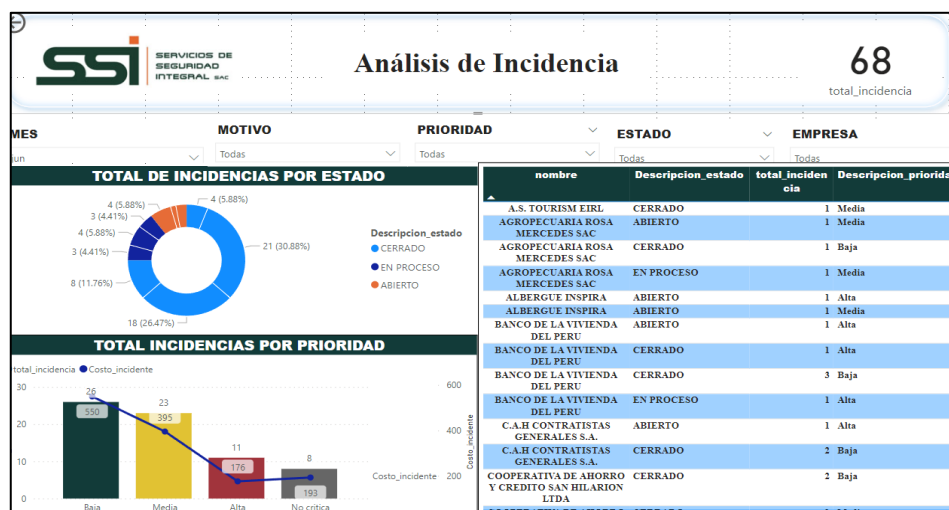 SSi
SERVICIOS DE
SEGURIDAD
INTEGRAL SAC
Análisis de Incidencia
68
total_incidencia
MES
MOTIVO
PRIORIDAD
ESTADO
EMPRESA
jun
Todas
Todas
Todas
Todas
TOTAL DE INCIDENCIAS POR ESTADO
4 (5.88%)
4 (5.88%)
3 (4.41%)
4 (5.88%)
3 (4.41%)
8 (11.76%)
18 (26.47%)
21 (30.88%)
Descripcion_estado
CERRADO
EN PROCESO
ABIERTO
TOTAL INCIDENCIAS POR PRIORIDAD
total_incidencia Costo_incidente
30
20
10
0
26
550
23
395
11
176
8
193
Baja
Media
Alta
No critica
600
400
200
Costo_incidente
Costo_incidente
nombre Descripcion_estado total_inciden Descripcion_priorida
cia
A.S. TOURISM EIRL CERRADO 1 Media
AGROPECUARIA ROSA ABIERTO 1 Media
MERCEDES SAC
AGROPECUARIA ROSA CERRADO 1 Baja
MERCEDES SAC
AGROPECUARIA ROSA EN PROCESO 1 Media
MERCEDES SAC
ALBERGUE INSPIRA ABIERTO 1 Alta
ALBERGUE INSPIRA ABIERTO 1 Media
BANCO DE LA VIVIENDA ABIERTO 1 Alta
DEL PERU
BANCO DE LA VIVIENDA CERRADO 1 Alta
DEL PERU
BANCO DE LA VIVIENDA CERRADO 3 Baja
DEL PERU
BANCO DE LA VIVIENDA EN PROCESO 1 Alta
DEL PERU
C.A.H CONTRATISTAS ABIERTO 1 Alta
GENERALES S.A.
C.A.H CONTRATISTAS CERRADO 2 Baja
GENERALES S.A.
COOPERATIVA DE AHORRO CERRADO 2 Baja
Y CREDITO SAN HILARION
LTDA